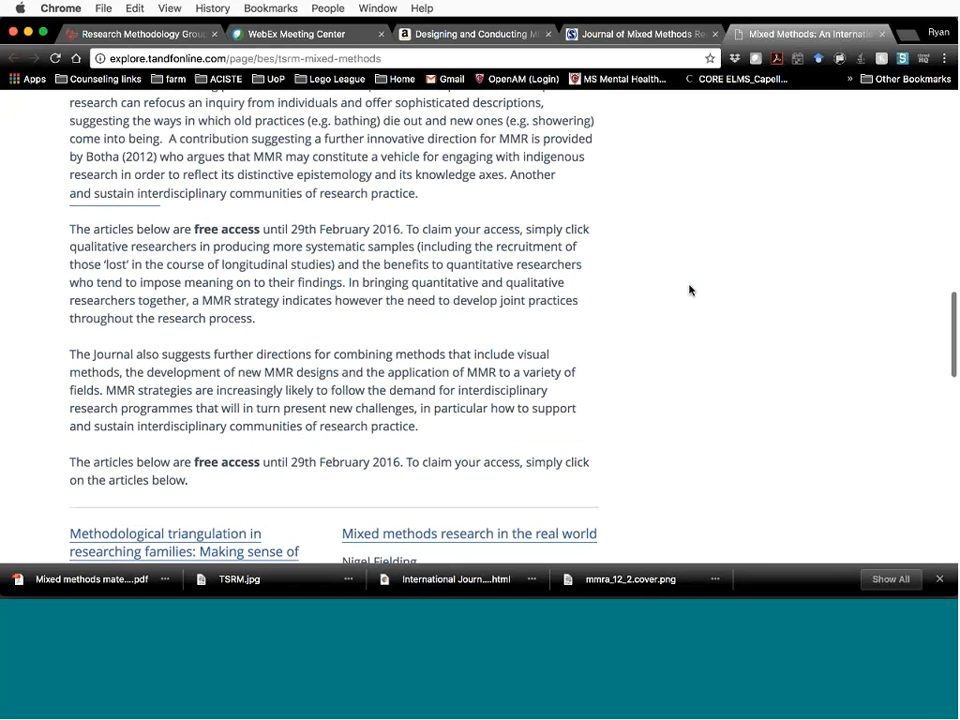 Chrome File Edit View History Bookmarks People Window Help
Research Methodology Grou
WebEx Meeting Center
Designing and Conducting M
Journal of Mixed Methods R
Mixed Methods: An Internati
Ryan
explore.tandfonline.com/page/bes/tsrm-mixed-methods
Apps Counseling links farm ACISTE UoP Lego League Home Gmail OpenAM (Login) MS Mental Health... CORE ELMS_Capell... » Other Bookmarks
research can refocus an inquiry from individuals and offer sophisticated descriptions,
suggesting the ways in which old practices (e.g. bathing) die out and new ones (e.g. showering)
come into being. A contribution suggesting a further innovative direction for MMR is provided
by Botha (2012) who argues that MMR may constitute a vehicle for engaging with indigenous
research in order to reflect its distinctive epistemology and its knowledge axes. Another
and sustain interdisciplinary communities of research practice.
The articles below are free access until 29th February 2016. To claim your access, simply click
qualitative researchers in producing more systematic samples (including the recruitment of
those ‘lost’ in the course of longitudinal studies) and the benefits to quantitative researchers
who tend to impose meaning on to their findings. In bringing quantitative and qualitative
researchers together, a MMR strategy indicates however the need to develop joint practices
throughout the research process.
The Journal also suggests further directions for combining methods that include visual
methods, the development of new MMR designs and the application of MMR to a variety of
fields. MMR strategies are increasingly likely to follow the demand for interdisciplinary
research programmes that will in turn present new challenges, in particular how to support
and sustain interdisciplinary communities of research practice.
The articles below are free access until 29th February 2016. To claim your access, simply click
on the articles below.
Methodological triangulation in
researching families: Making sense of
Mixed methods research in the real world
Nigel Fielding
Mixed methods mate....pdf
TSRM.jpg
International Journ....html
mmra_12_2.cover.png
Show All